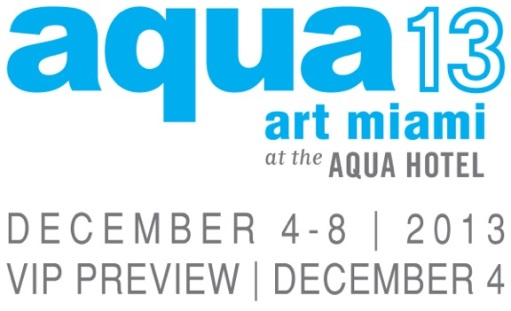 aqua 13
art miami
at the AQUA HOTEL
DECEMBER 4-8 | 2013
VIP PREVIEW | DECEMBER 4